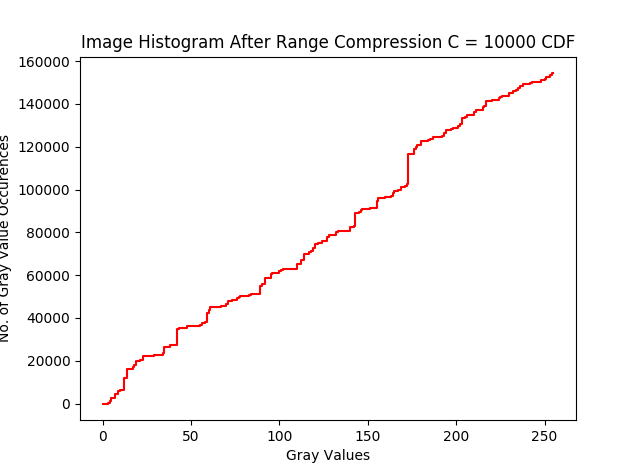 Image Histogram After Range Compression C = 10000 CDF
160000
140000
120000
100000
80000
60000
40000
20000
0
No. of Gray Value Occurences
0 50 100 150 200 250
Gray Values